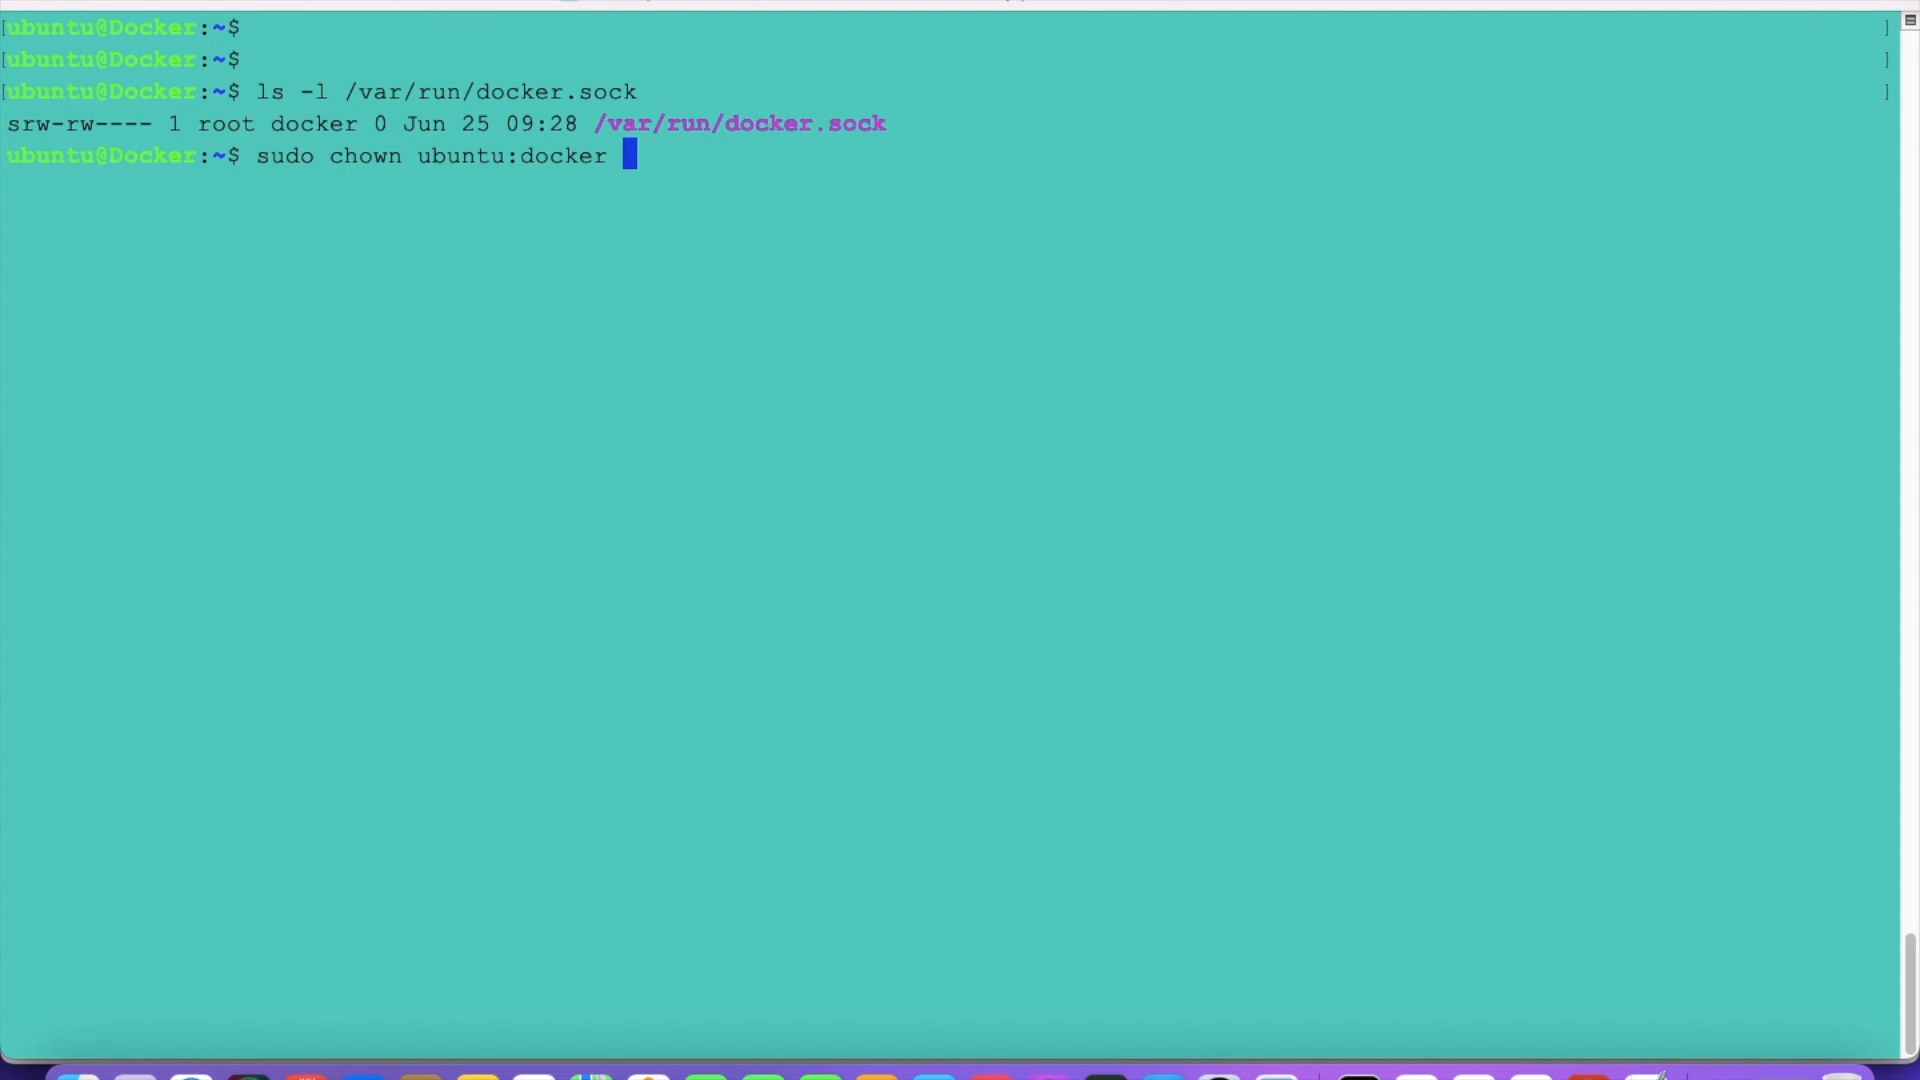 ubuntu@Docker:~$
ubuntu@Docker:~$
ubuntu@Docker:~$ ls -l /var/run/docker.sock
srw-rw---- 1 root docker 0 Jun 25 09:28 /var/run/docker.sock
ubuntu@Docker:~$ sudo chown ubuntu:docker